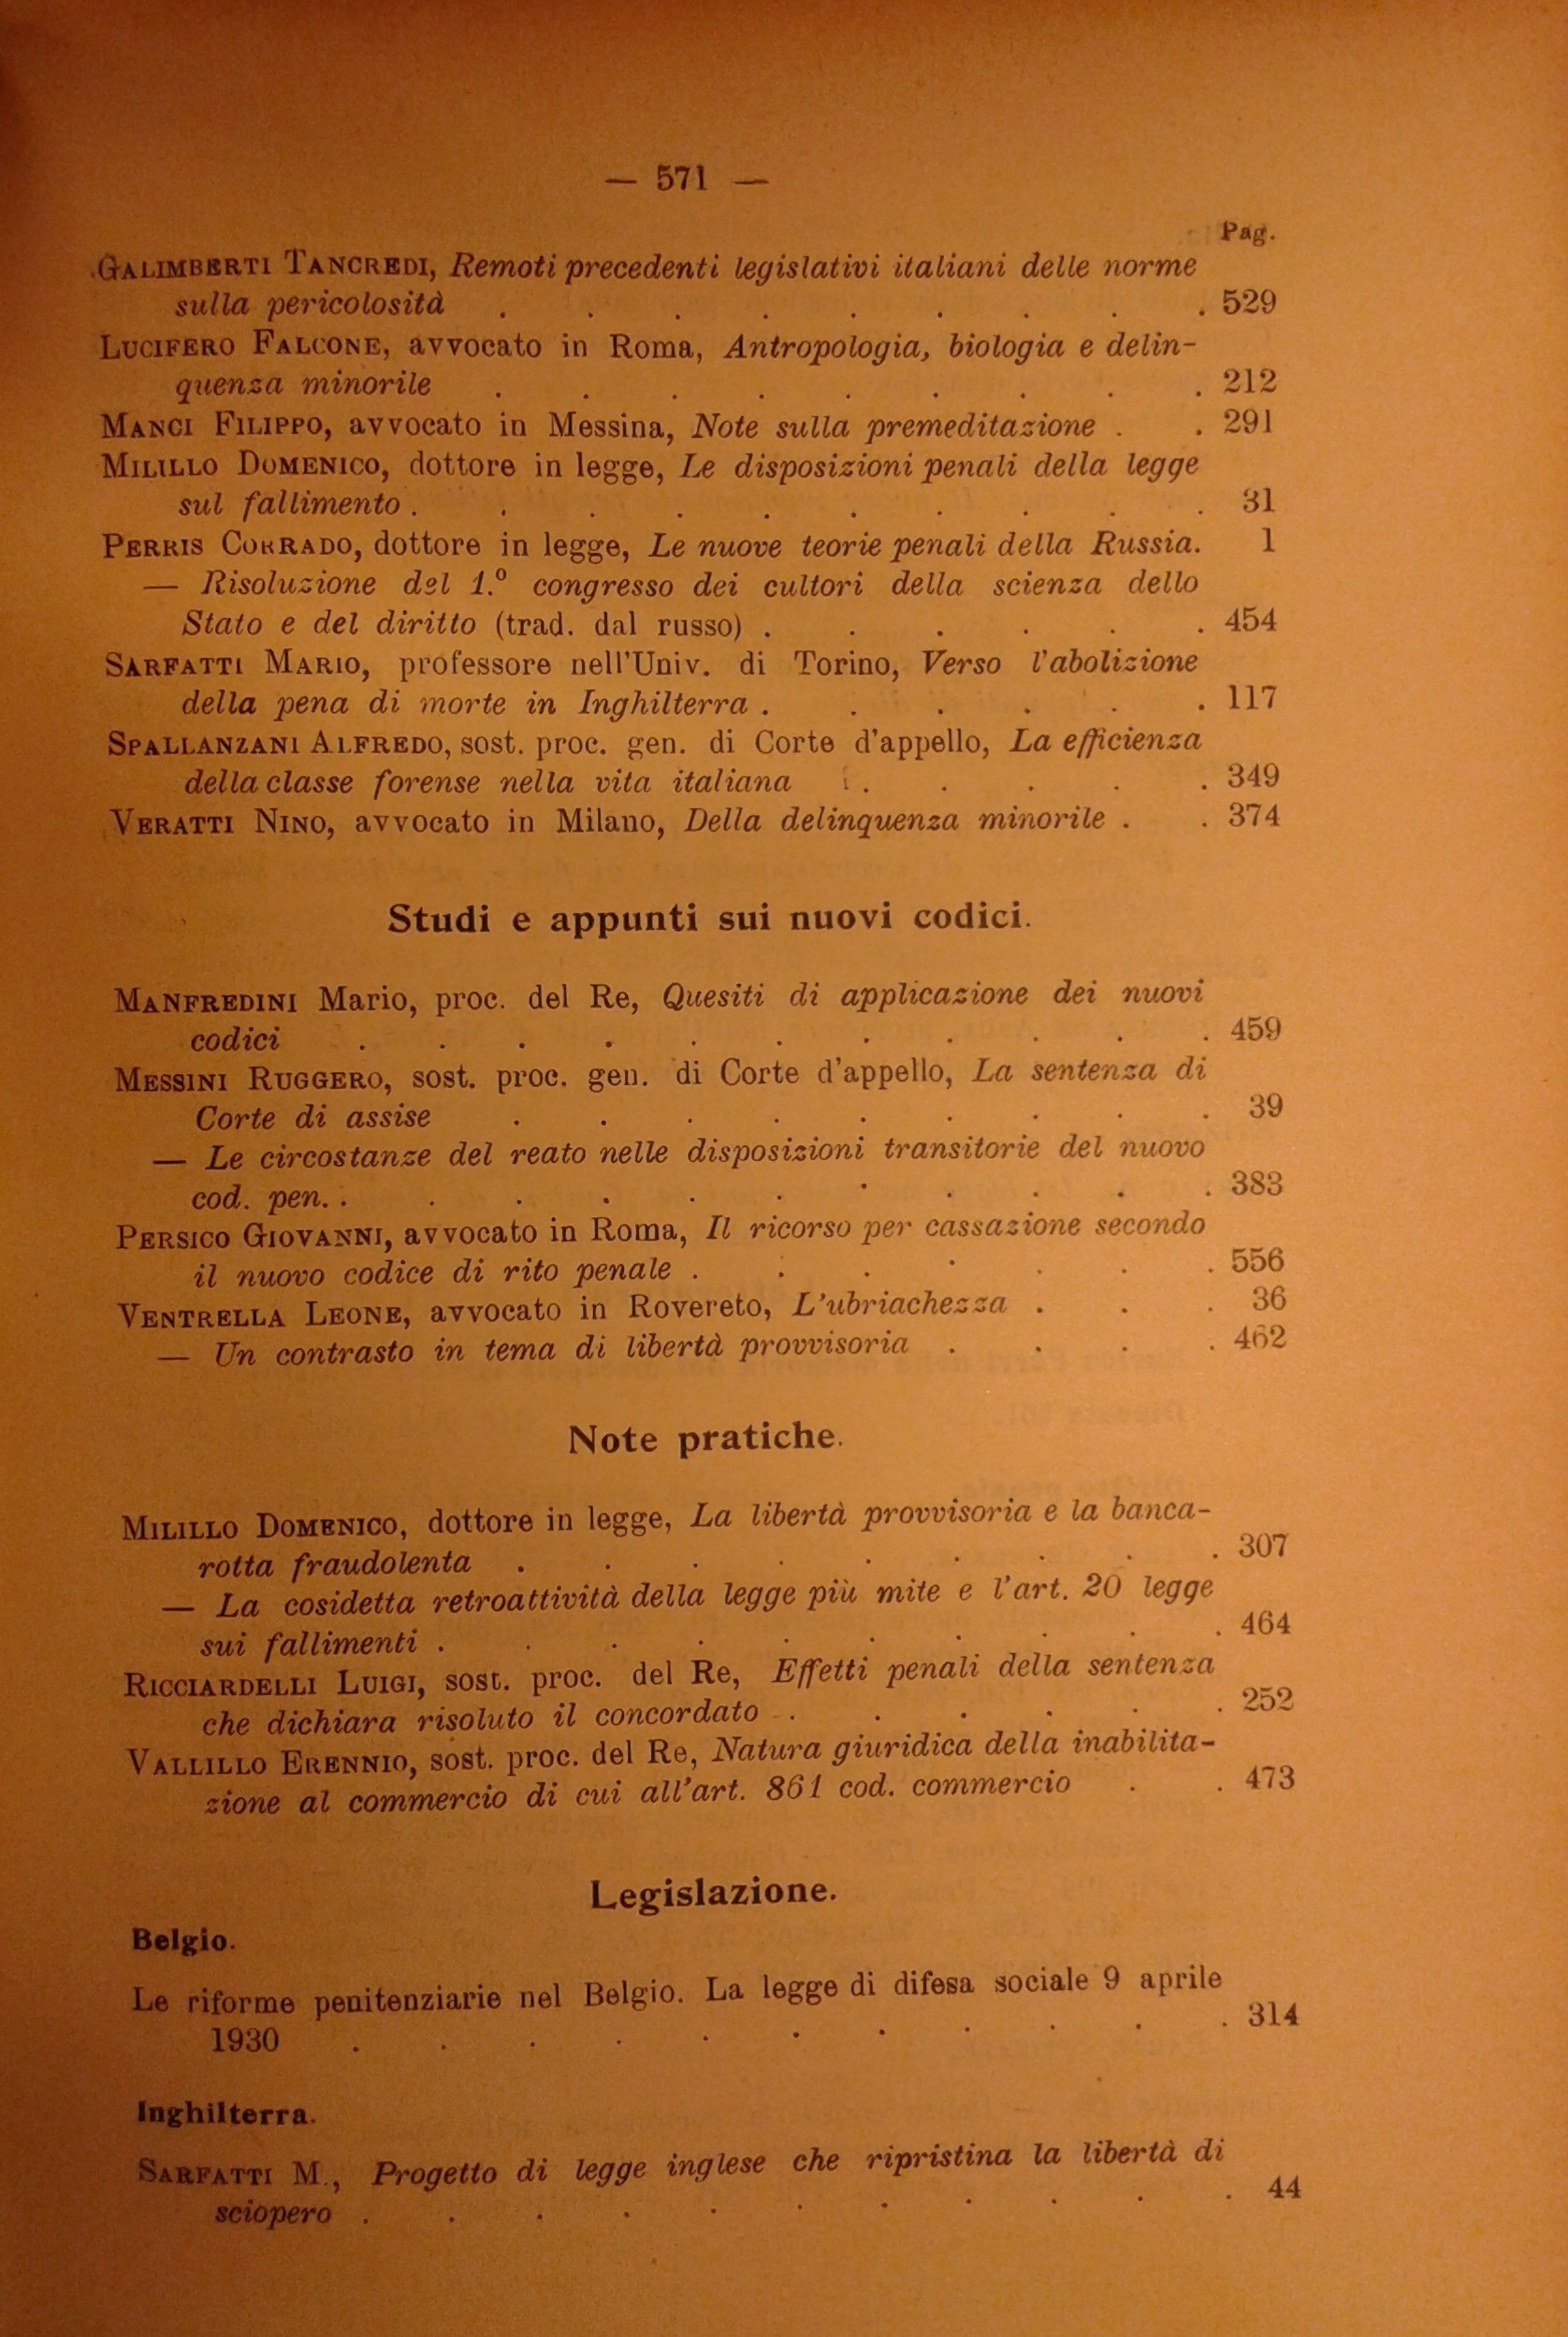 — 571 —
Pag.
GALIMBERTI TANCREDI, Remoti precedenti legislativi italiani delle norme
sulla pericolosità . . . . . . . . . 529
LUCIFERO FALCONE, avvocato in Roma, Antropologia, biologia e delin-
quenza minorile . . . . . . . . . 212
MANCI FILIPPO, avvocato in Messina, Note sulla premeditazione . . 291
MILILLO DOMENICO, dottore in legge, Le disposizioni penali della legge
sul fallimento . . . . . . . . . . 31
PERRIS CORRADO, dottore in legge, Le nuove teorie penali della Russia. 1
— Risoluzione del 1.º congresso dei cultori della scienza dello
Stato e del diritto (trad. dal russo) . . . . . . 454
SARFATTI MARIO, professore nell'Univ. di Torino, Verso l'abolizione
della pena di morte in Inghilterra . . . . . . 117
SPALLANZANI ALFREDO, sost. proc. gen. di Corte d'appello, La efficienza
della classe forense nella vita italiana . . . . . 349
VERATTI NINO, avvocato in Milano, Della delinquenza minorile . . 374
Studi e appunti sui nuovi codici.
MANFREDINI Mario, proc. del Re, Quesiti di applicazione dei nuovi
codici . . . . . . . . . . . 459
MESSINI RUGGERO, sost. proc. gen. di Corte d'appello, La sentenza di
Corte di assise . . . . . . . . . 39
— Le circostanze del reato nelle disposizioni transitorie del nuovo
cod. pen. . . . . . . . . . . . 383
PERSICO GIOVANNI, avvocato in Roma, Il ricorso per cassazione secondo
il nuovo codice di rito penale . . . . . . . 556
VENTRELLA LEONE, avvocato in Rovereto, L'ubriachezza . . . 36
— Un contrasto in tema di libertà provvisoria . . . . 462
Note pratiche.
MILILLO DOMENICO, dottore in legge, La libertà provvisoria e la banca-
rotta fraudolenta . . . . . . . . . 307
— La cosidetta retroattività della legge più mite e l'art. 20 legge
sui fallimenti . . . . . . . . . . 464
RICCIARDELLI LUIGI, sost. proc. del Re, Effetti penali della sentenza
che dichiara risoluto il concordato . . . . . . 252
VALLILLO ERENNIO, sost. proc. del Re, Natura giuridica della inabilita-
zione al commercio di cui all'art. 861 cod. commercio . . 473
Legislazione.
Belgio.
Le riforme penitenziarie nel Belgio. La legge di difesa sociale 9 aprile
1930 . . . . . . . . . . . 314
Inghilterra.
SARFATTI M., Progetto di legge inglese che ripristina la libertà di
sciopero . . . . . . . . . . . 44